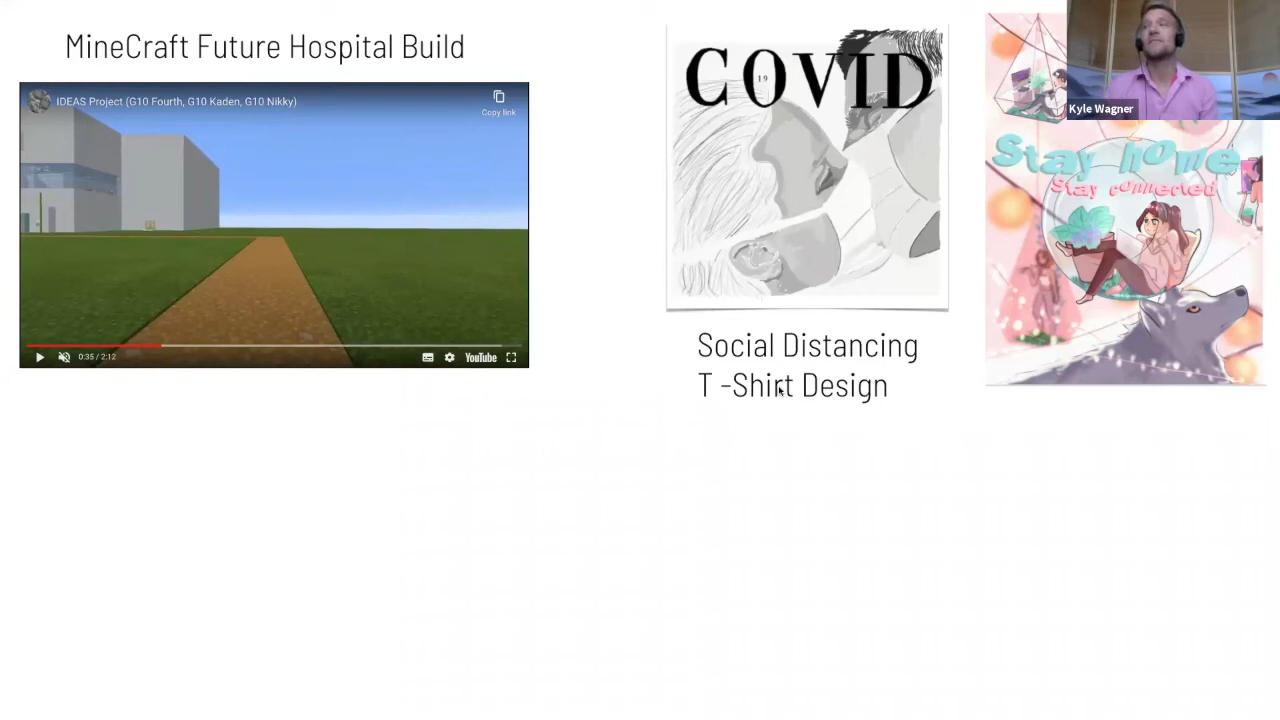 MineCraft Future Hospital Build
IDEAS Project (G10 Fourth, G10 Kaden, G10 Nikky)
Copy link
0:35 / 2:12
YouTube
COVID
19
Social Distancing
T -Shirt Design
Kyle Wagner
Stay home
Stay connected